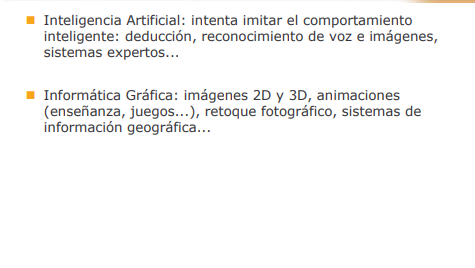 Inteligencia Artificial: intenta imitar el comportamiento
inteligente: deducción, reconocimiento de voz e imágenes,
sistemas expertos...
Informática Gráfica: imágenes 2D y 3D, animaciones
(enseñanza, juegos...), retoque fotográfico, sistemas de
información geográfica...